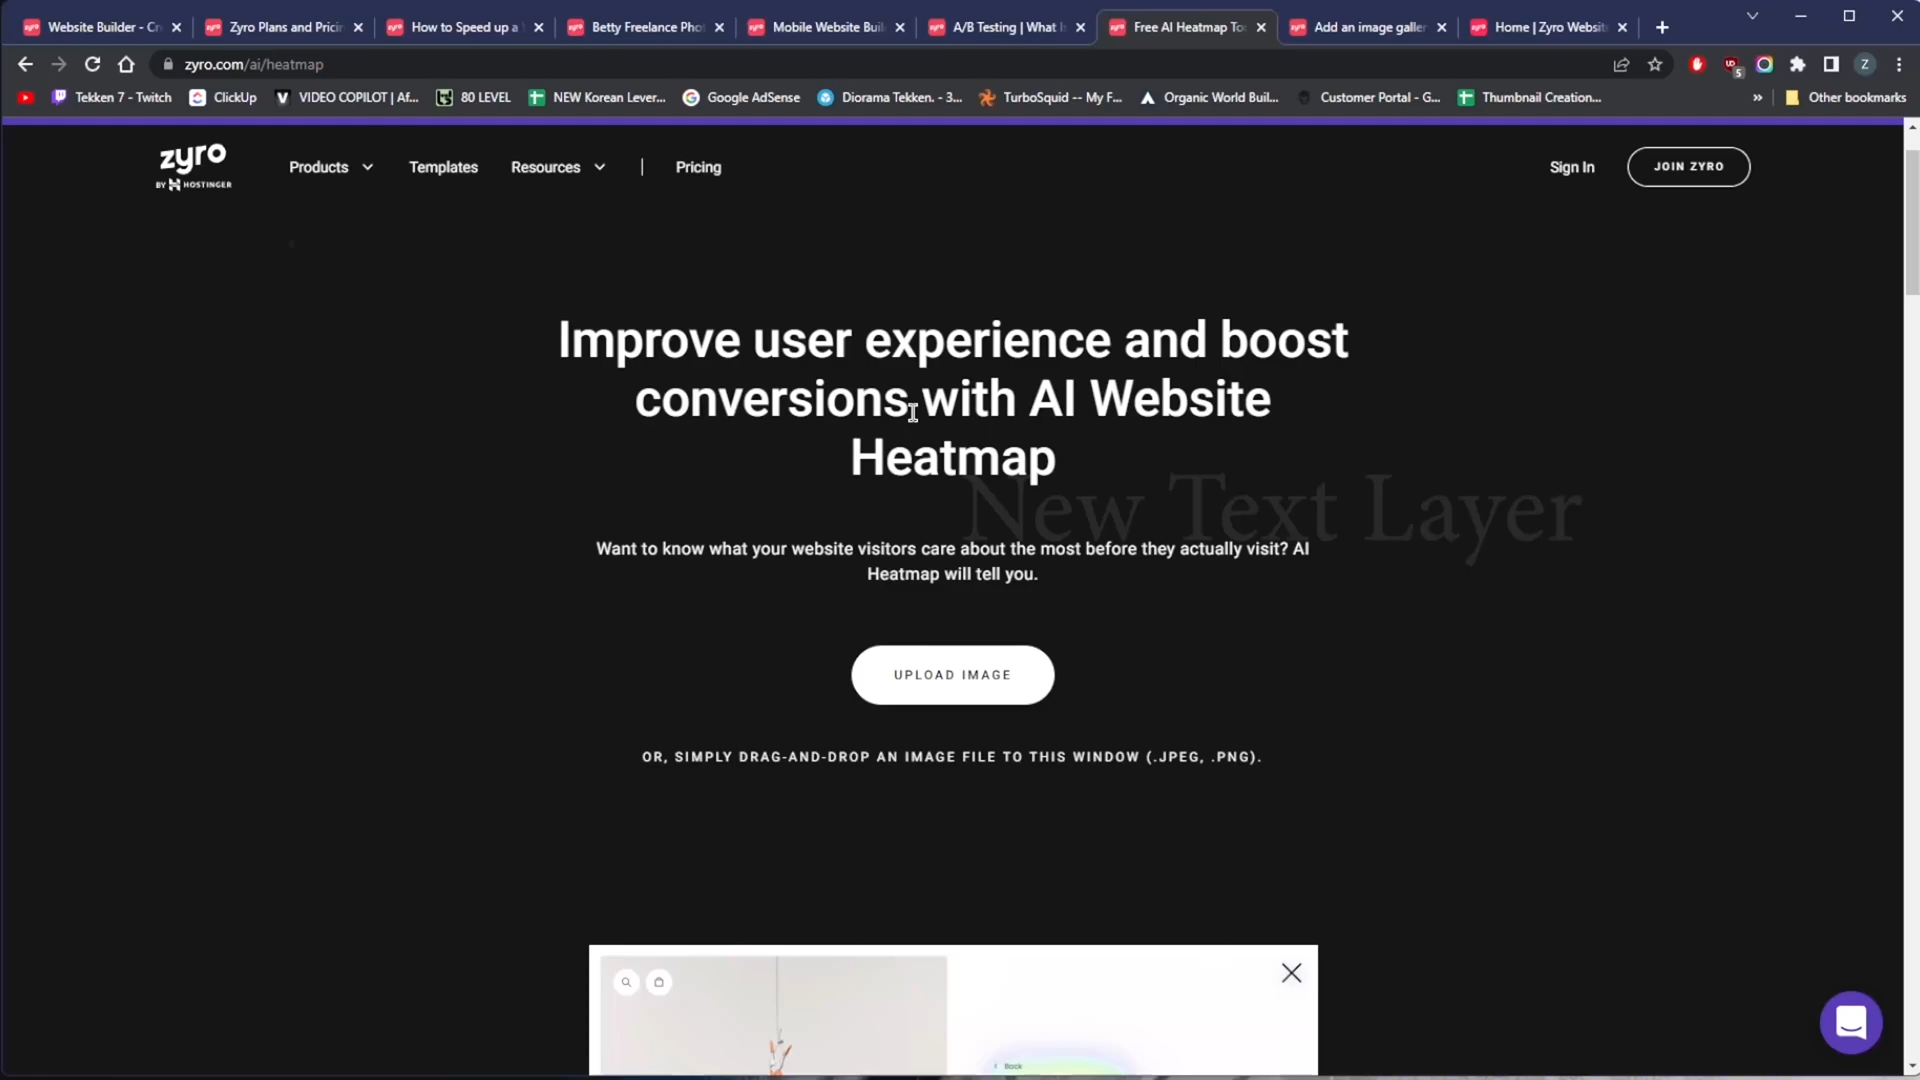 Website Builder - Cr
Zyro Plans and Pricin
How to Speed up a
Betty Freelance Pho
Mobile Website Buil
A/B Testing | What
Free AI Heatmap To
Add an image galler
Home | Zyro Websit
zyro.com/ai/heatmap
5
Z
Tekken 7 - Twitch
ClickUp
VIDEO COPILOT | Af...
80 LEVEL
NEW Korean Lever...
Google AdSense
Diorama Tekken. - 3...
TurboSquid -- My F...
Organic World Buil...
Customer Portal - G...
Thumbnail Creation...
»
Other bookmarks
zyro
BY HOSTINGER
Products
Templates
Resources
|
Pricing
Sign In
JOIN ZYRO
Improve user experience and boost
conversions with AI Website
Heatmap
New Text Layer
Want to know what your website visitors care about the most before they actually visit? AI
Heatmap will tell you.
UPLOAD IMAGE
OR, SIMPLY DRAG-AND-DROP AN IMAGE FILE TO THIS WINDOW (.JPEG, .PNG).
Back